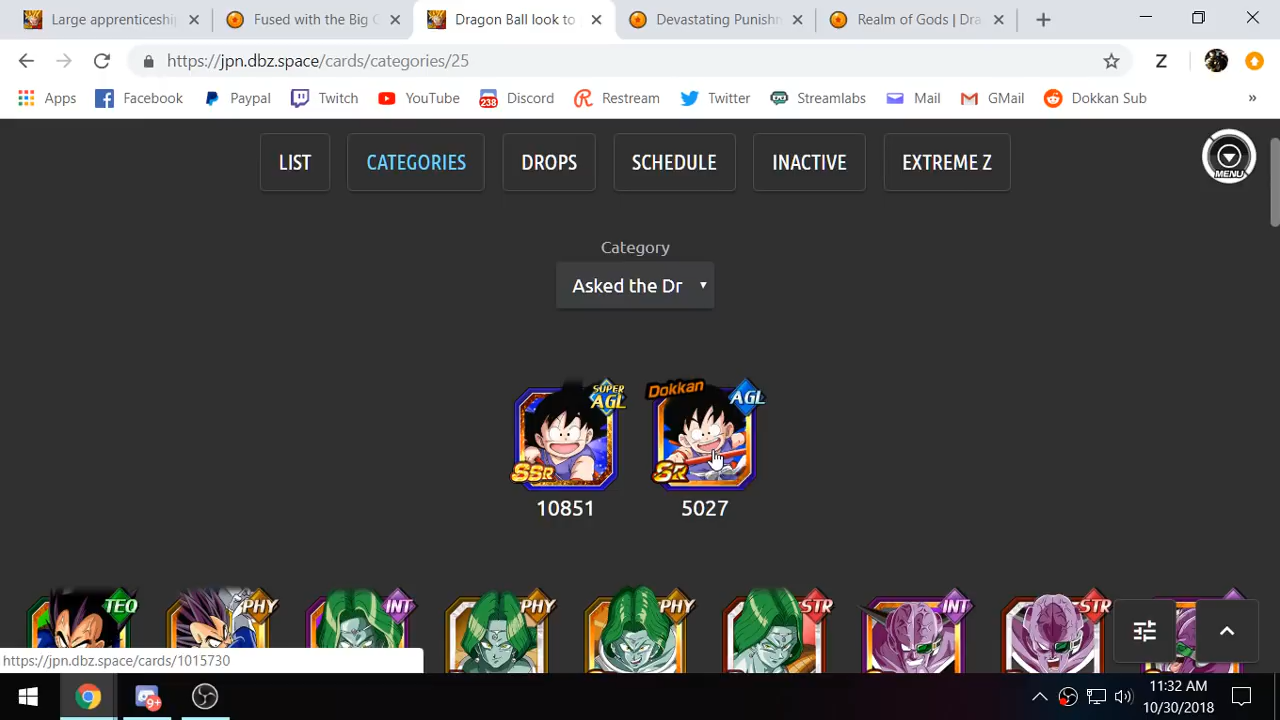 Large apprenticeship
Fused with the Big
Dragon Ball look to
Devastating Punishm
Realm of Gods | Dra
https://jpn.dbz.space/cards/categories/25
Z
Apps
Facebook
Paypal
Twitch
YouTube
238
Discord
Restream
Twitter
Streamlabs
Mail
GMail
Dokkan Sub
LIST
CATEGORIES
DROPS
SCHEDULE
INACTIVE
EXTREME Z
MENU
Category
Asked the Dr
SUPER
AGL
SSR
Dokkan
AGL
SR
10851
5027
TEQ
PHY
INT
PHY
PHY
STR
INT
STR
https://jpn.dbz.space/cards/1015730
9+
11:32 AM
10/30/2018